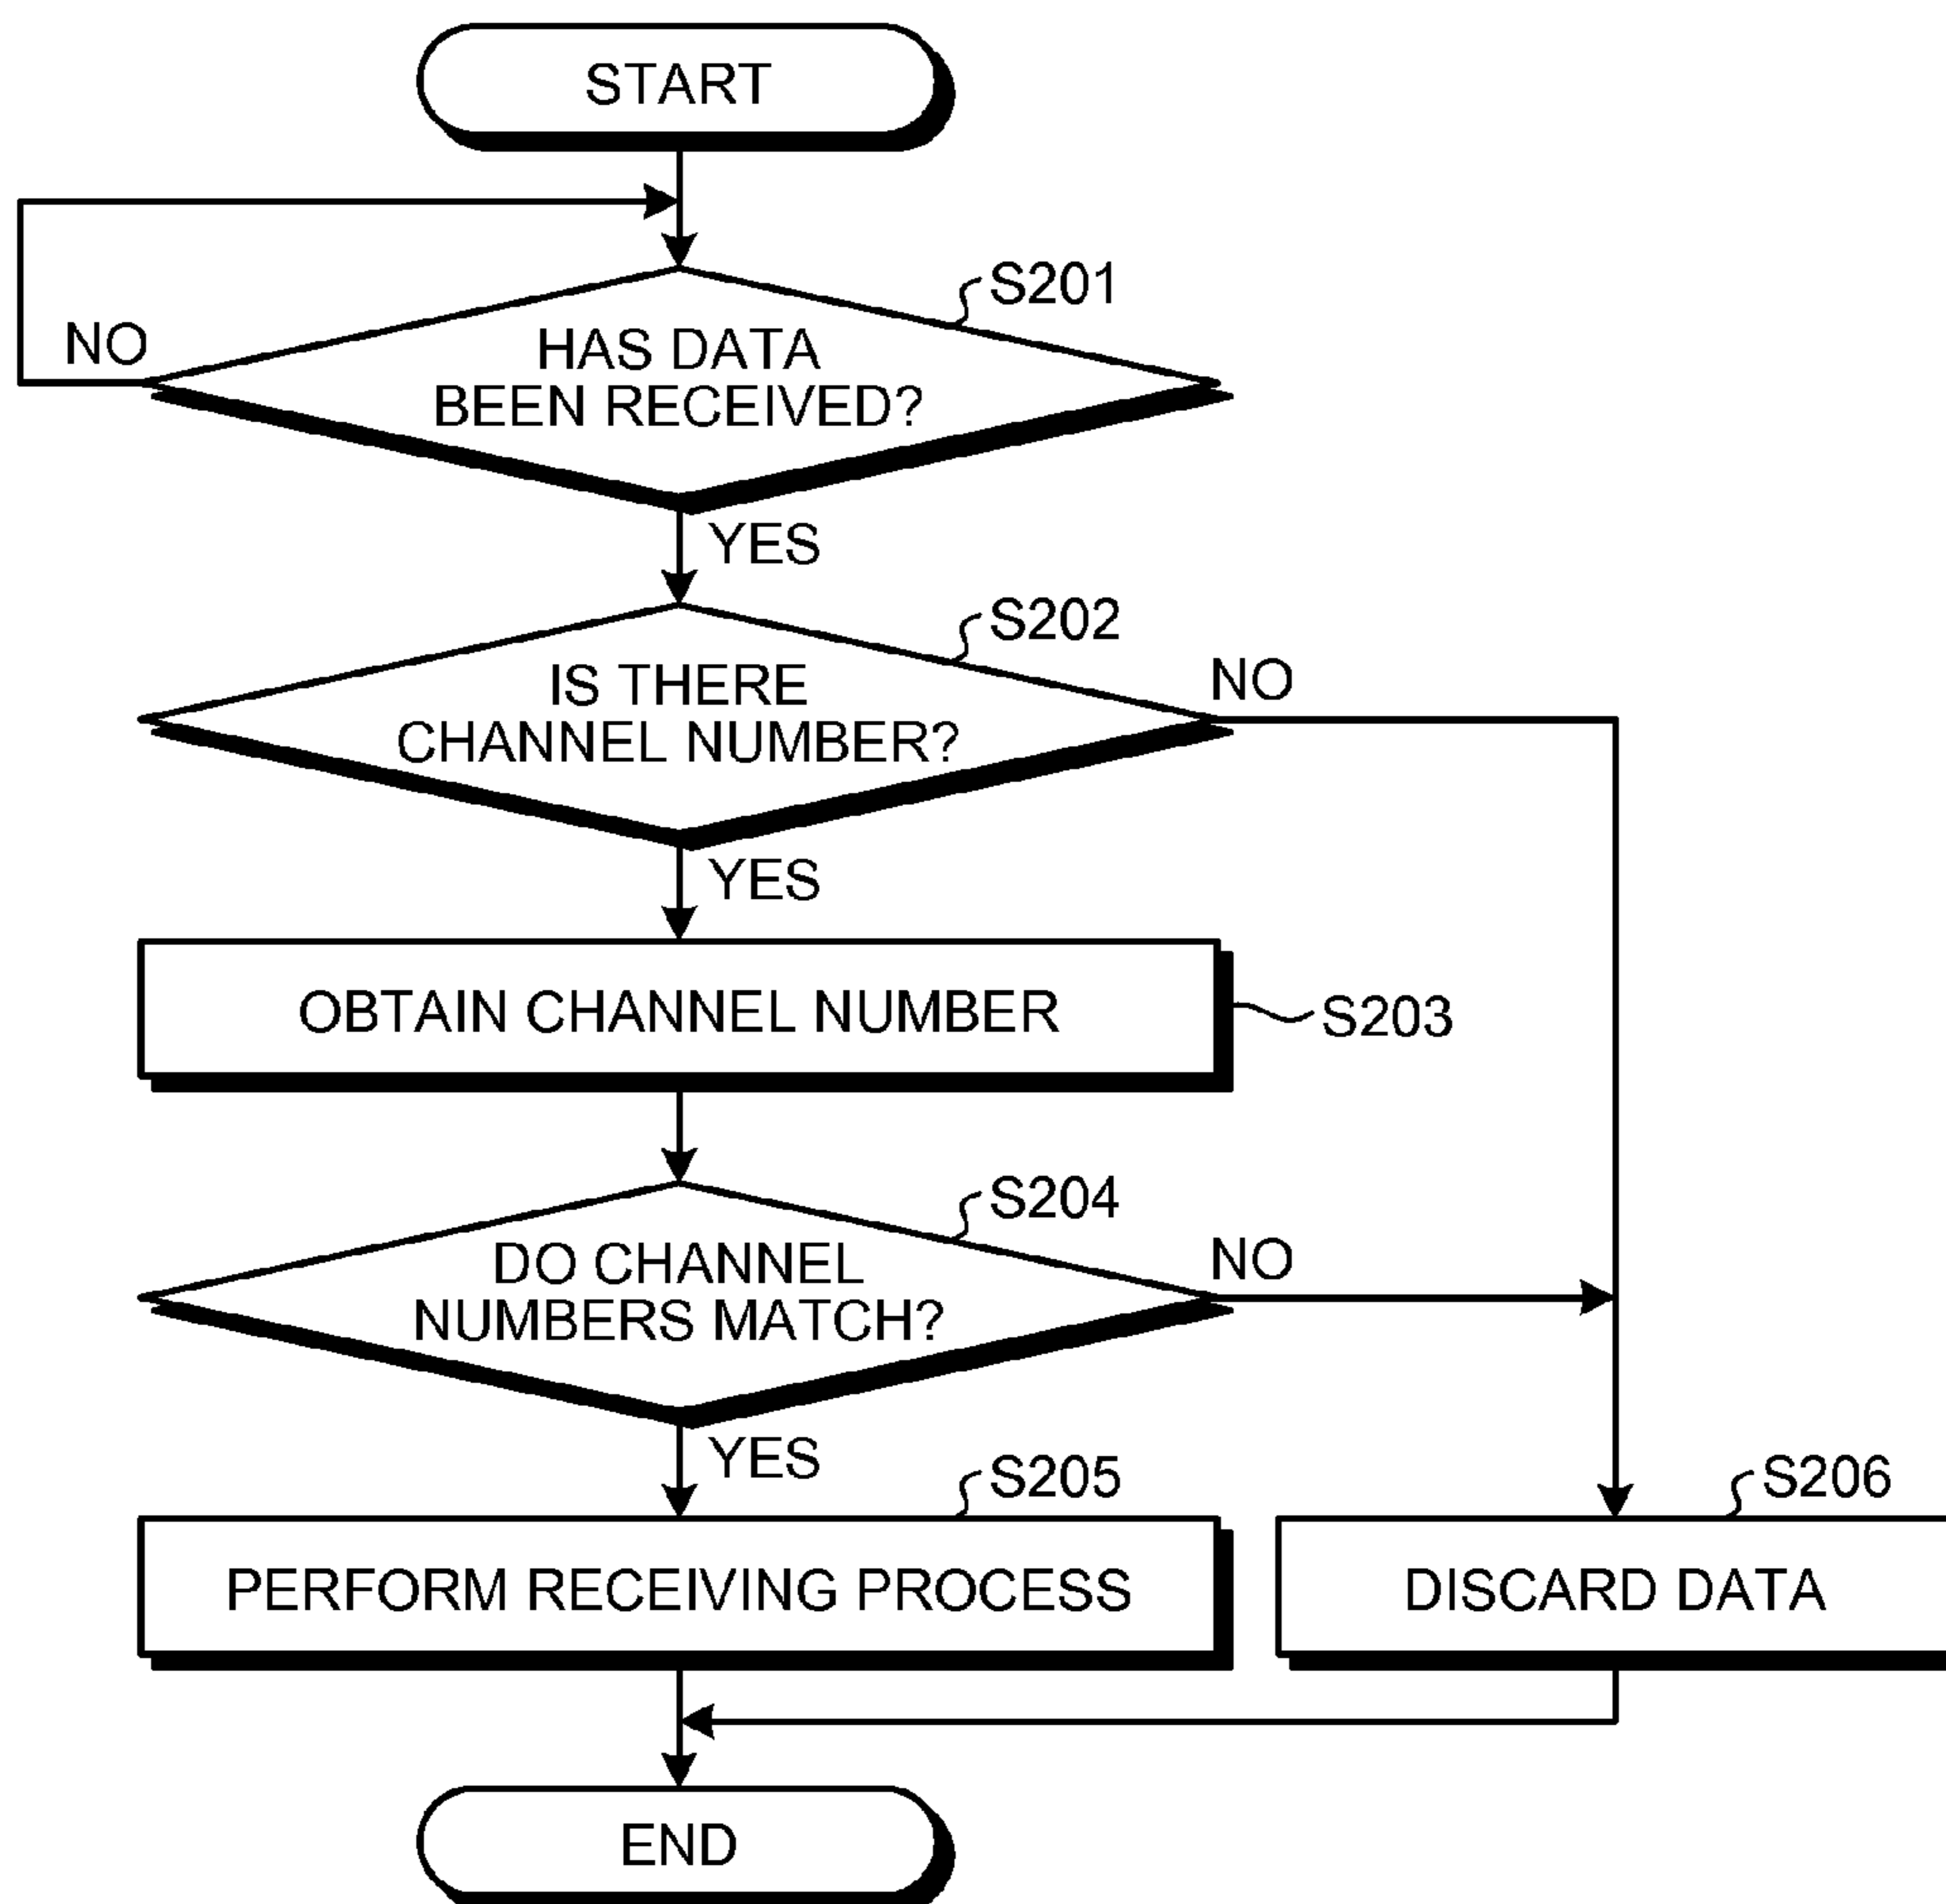 START
S201
NO
HAS DATA
BEEN RECEIVED?
YES
S202
IS THERE
CHANNEL NUMBER?
NO
YES
OBTAIN CHANNEL NUMBER
S203
S204
DO CHANNEL
NUMBERS MATCH?
NO
YES
S205
S206
PERFORM RECEIVING PROCESS
DISCARD DATA
END